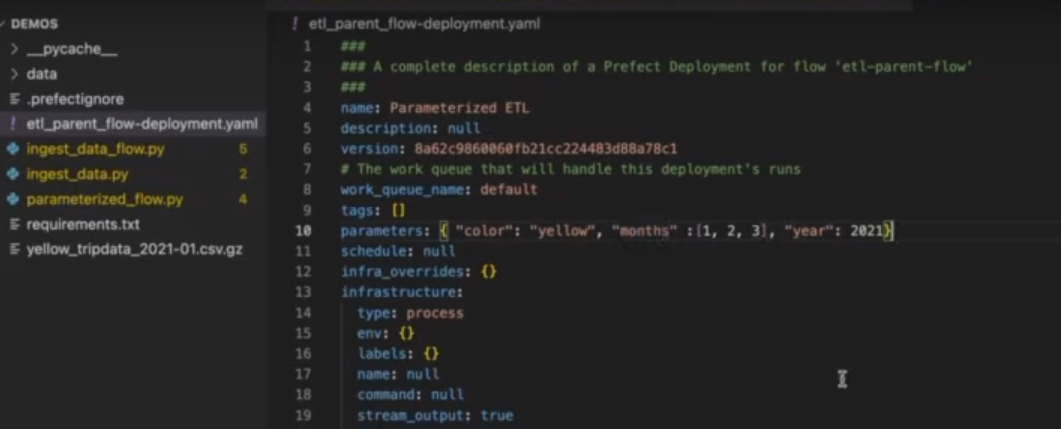 DEMOS
__pycache__
data
.prefectignore
! etl_parent_flow-deployment.yaml
ingest_data_flow.py 5
ingest_data.py 2
parameterized_flow.py 4
requirements.txt
yellow_tripdata_2021-01.csv.gz
! etl_parent_flow-deployment.yaml
1 ###
2 ### A complete description of a Prefect Deployment for flow 'etl-parent-flow'
3 ###
4 name: Parameterized ETL
5 description: null
6 version: 8a62c9860060fb21cc224483d88a78c1
7 # The work queue that will handle this deployment's runs
8 work_queue_name: default
9 tags: []
10 parameters: { "color": "yellow", "months" :[1, 2, 3], "year": 2021}
11 schedule: null
12 infra_overrides: {}
13 infrastructure:
14 type: process
15 env: {}
16 labels: {}
17 name: null
18 command: null
19 stream_output: true